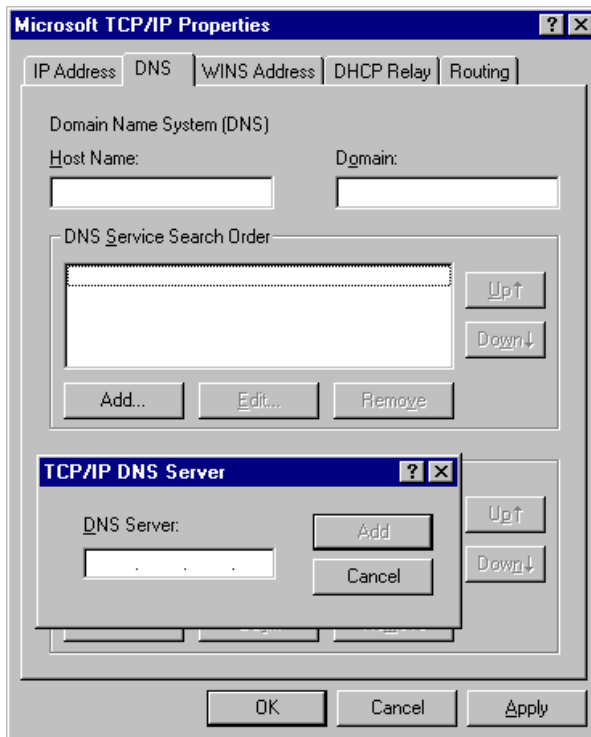 Microsoft TCP/IP Properties
IP Address DNS WINS Address DHCP Relay Routing
Domain Name System (DNS)
Host Name: Domain:
DNS Service Search Order
Up↑
Down↓
Add... Edit... Remove
TCP/IP DNS Server
DNS Server:
. . .
Add
Cancel
Up↑
Down↓
OK Cancel Apply